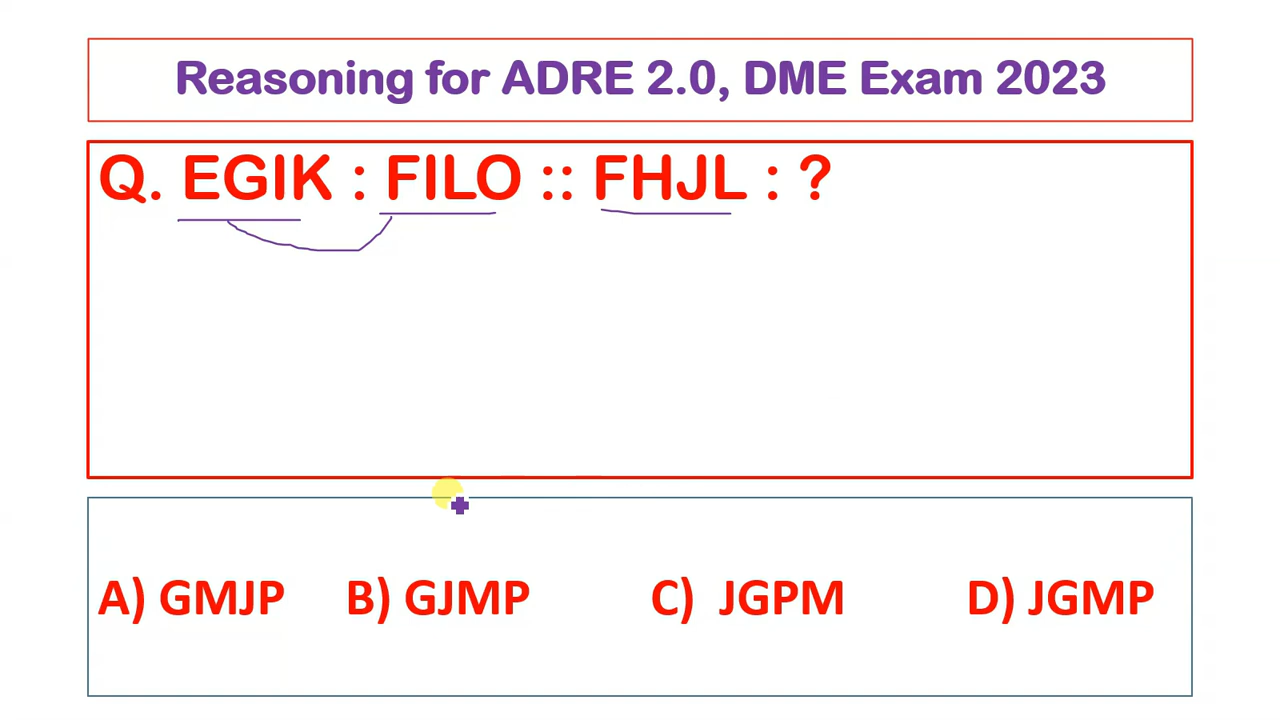 Reasoning for ADRE 2.0, DME Exam 2023
Q. EGIK : FILO :: FHJL : ?
A) GMJP B) GJMP C) JGPM D) JGMP